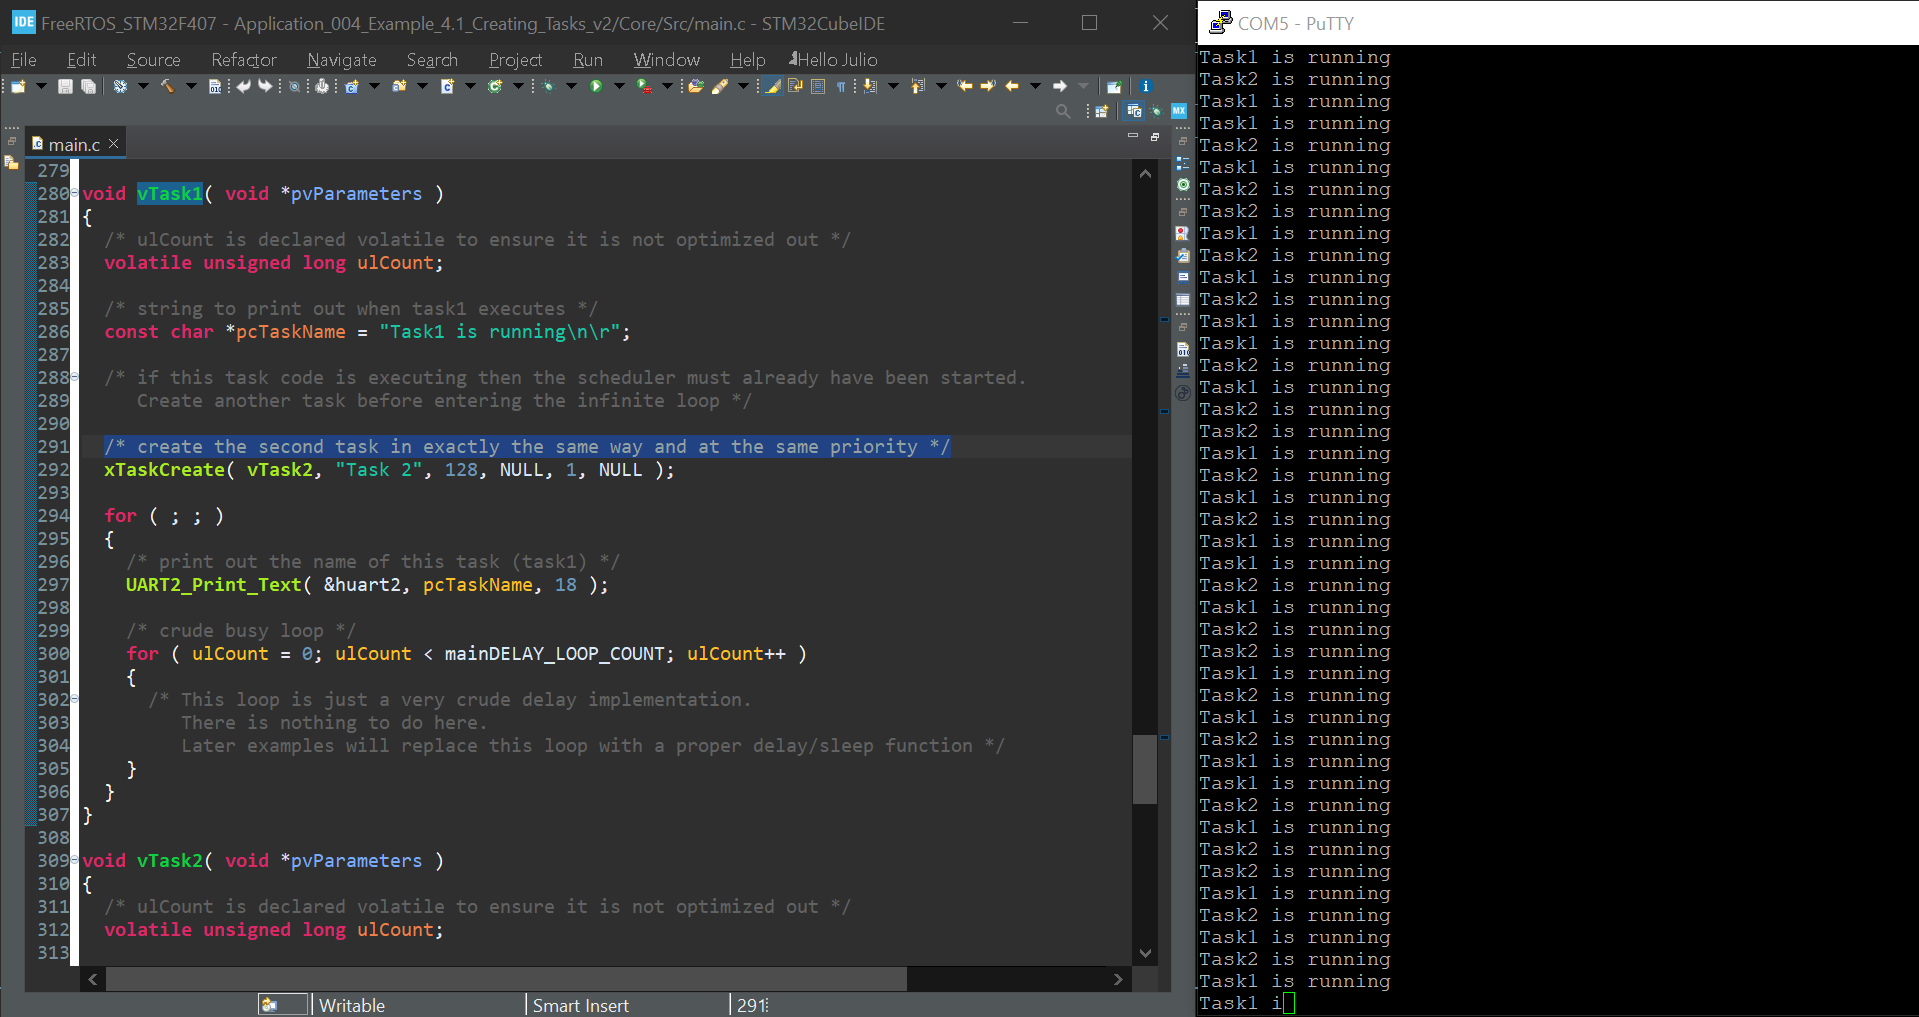 FreeRTOS_STM32F407 - Application_004_Example_4.1_Creating_Tasks_v2/Core/Src/main.c - STM32CubeIDE
File Edit Source Refactor Navigate Search Project Run Window Help Hello Julio
main.c
279
280 void vTask1( void *pvParameters )
281 {
282 /* ulCount is declared volatile to ensure it is not optimized out */
283 volatile unsigned long ulCount;
284
285 /* string to print out when task1 executes */
286 const char *pcTaskName = "Task1 is running\n\r";
287
288 /* if this task code is executing then the scheduler must already have been started.
289 Create another task before entering the infinite loop */
290
291 /* create the second task in exactly the same way and at the same priority */
292 xTaskCreate( vTask2, "Task 2", 128, NULL, 1, NULL );
293
294 for ( ; ; )
295 {
296 /* print out the name of this task (task1) */
297 UART2_Print_Text( &huart2, pcTaskName, 18 );
298
299 /* crude busy loop */
300 for ( ulCount = 0; ulCount < mainDELAY_LOOP_COUNT; ulCount++ )
301 {
302 /* This loop is just a very crude delay implementation.
303 There is nothing to do here.
304 Later examples will replace this loop with a proper delay/sleep function */
305 }
306 }
307 }
308
309 void vTask2( void *pvParameters )
310 {
311 /* ulCount is declared volatile to ensure it is not optimized out */
312 volatile unsigned long ulCount;
313
Writable Smart Insert 291
COM5 - PuTTY
Task1 is running
Task2 is running
Task1 is running
Task1 is running
Task2 is running
Task1 is running
Task2 is running
Task2 is running
Task1 is running
Task2 is running
Task1 is running
Task2 is running
Task1 is running
Task1 is running
Task2 is running
Task1 is running
Task2 is running
Task2 is running
Task1 is running
Task2 is running
Task1 is running
Task2 is running
Task1 is running
Task1 is running
Task2 is running
Task1 is running
Task2 is running
Task2 is running
Task1 is running
Task2 is running
Task1 is running
Task2 is running
Task1 is running
Task1 is running
Task2 is running
Task1 is running
Task2 is running
Task2 is running
Task1 is running
Task2 is running
Task1 is running
Task2 is running
Task1 is running
Task1 i